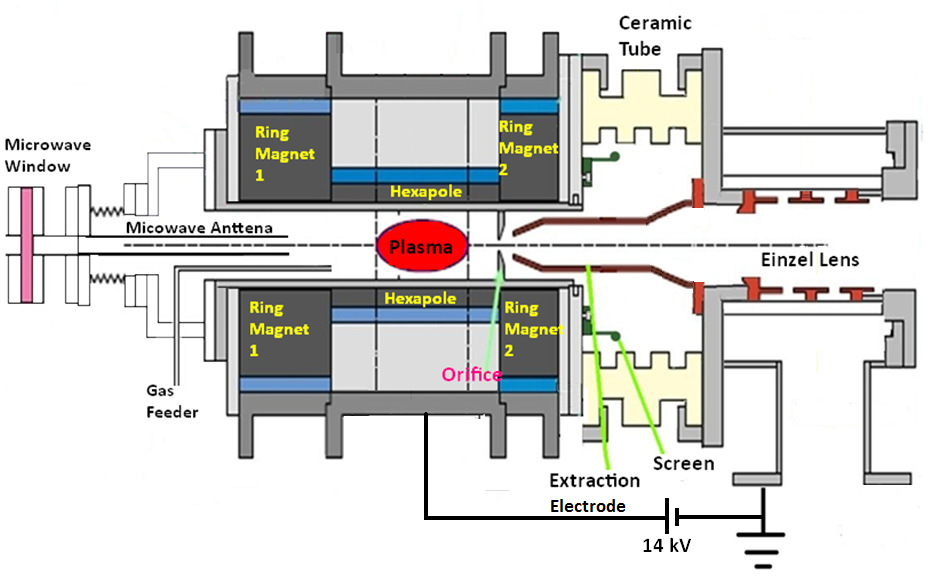 Ceramic
Tube
Microwave
Window
Ring
Magnet
1
Ring
Magnet
2
Hexapole
Micowave Anttena
Plasma
Einzel Lens
Hexapole
Ring
Magnet
1
Ring
Magnet
2
Orifice
Gas
Feeder
Screen
Extraction
Electrode
14 kV